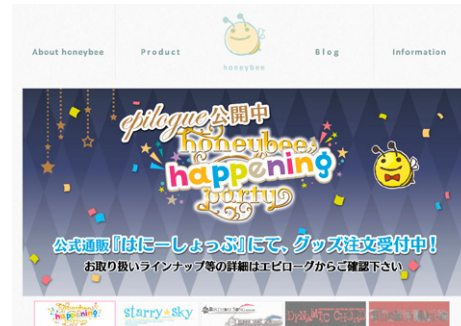 About honeybee
Product
honeybee
Blog
Information
epilogue公開中
honeybee's
happening
party
公式通販『はにーしょっぷ』にて、グッズ注文受付中！
お取り扱いラインナップ等の詳細はエピローグからご確認下さい
happening
starry☆sky